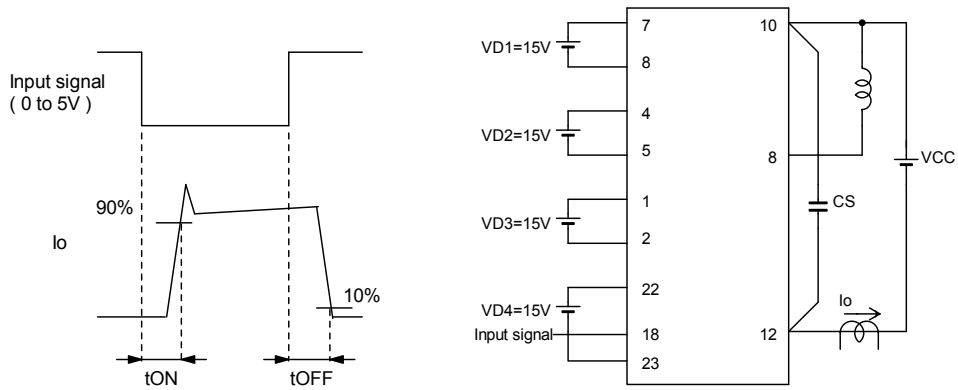 Input signal
( 0 to 5V )
90%
Io
10%
tON
tOFF
VD1=15V
7
8
VD2=15V
4
5
VD3=15V
1
2
VD4=15V
22
Input signal
18
23
10
8
12
VCC
CS
Io